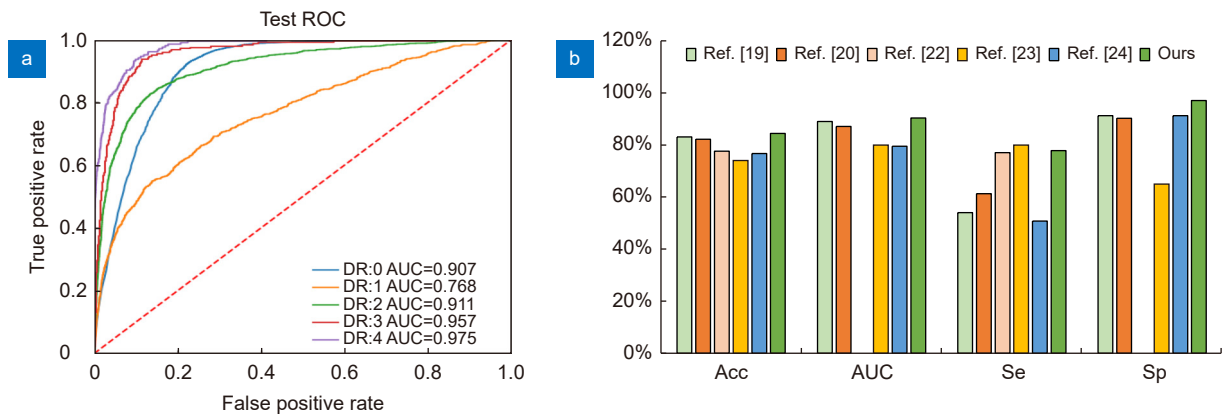 a
Test ROC
1.0
0.8
0.6
0.4
0.2
0
True positive rate
DR:0 AUC=0.907
DR:1 AUC=0.768
DR:2 AUC=0.911
DR:3 AUC=0.957
DR:4 AUC=0.975
0 0.2 0.4 0.6 0.8 1.0
False positive rate
b
Ref. [19] Ref. [20] Ref. [22] Ref. [23] Ref. [24] Ours
120%
100%
80%
60%
40%
20%
0%
Acc AUC Se Sp